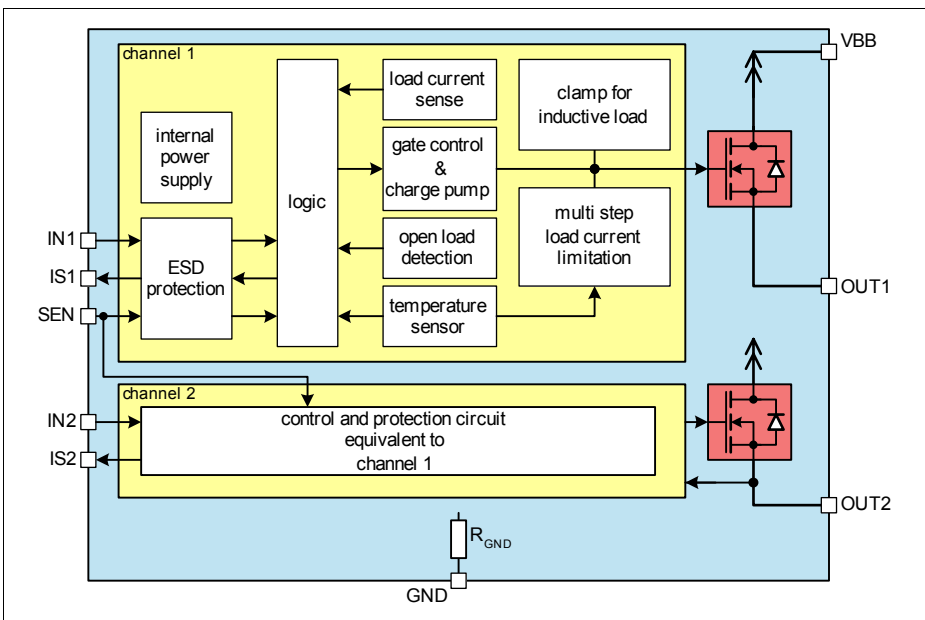 channel 1
VBB
load current
sense
clamp for
inductive load
internal
power
supply
gate control
&
charge pump
logic
multi step
load current
limitation
IN1
IS1
SEN
ESD
protection
open load
detection
temperature
sensor
OUT1
channel 2
IN2
IS2
control and protection circuit
equivalent to
channel 1
OUT2
RGND
GND